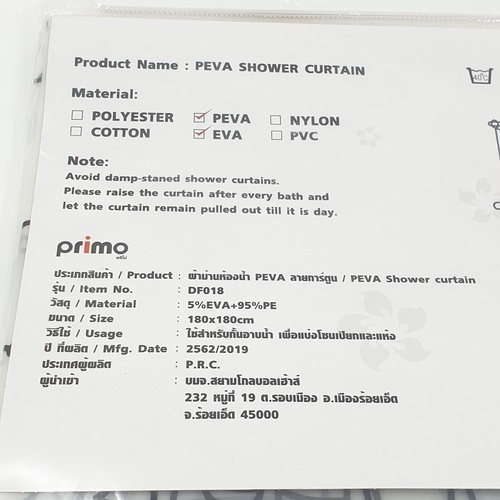 Product Name : PEVA SHOWER CURTAIN
40°C
Material:
POLYESTER PEVA NYLON
COTTON EVA PVC
Note:
Avoid damp-staned shower curtains.
Please raise the curtain after every bath and
let the curtain remain pulled out till it is day.
primo
พรีโม่
ประเภทสินค้า / Product : ผ้าม่านห้องน้ำ PEVA ลายการ์ตูน / PEVA Shower curtain
รุ่น / Item No. : DF018
วัสดุ / Material : 5%EVA+95%PE
ขนาด / Size : 180x180cm
วิธีใช้ / Usage : ใช้สำหรับกั้นอาบน้ำ เพื่อแบ่งโซนเปียกและแห้ง
ปี ที่ผลิต / Mfg. Date : 2562/2019
ประเทศผู้ผลิต : P.R.C.
ผู้นำเข้า : บมจ.สยามโกลบอลเฮ้าส์
232 หมู่ที่ 19 ต.รอบเมือง อ.เมืองร้อยเอ็ด
จ.ร้อยเอ็ด 45000